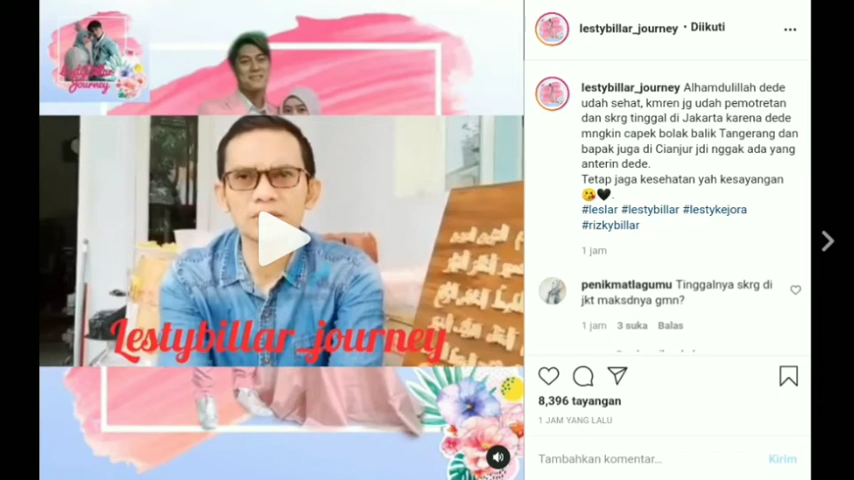 Lestybillar
Journey
Lestybillar_journey
lestybillar_journey • Diikuti
lestybillar_journey Alhamdulillah dede
udah sehat, kmren jg udah pemotretan
dan skrg tinggal di Jakarta karena dede
mngkin capek bolak balik Tangerang dan
bapak juga di Cianjur jdi nggak ada yang
anterin dede.
Tetap jaga kesehatan yah kesayangan
😘🖤.
#leslar #lestybillar #lestykejora
#rizkybillar
1 jam
penikmatlagumu Tinggalnya skrg di
jkt maksdnya gmn?
1 jam 3 suka Balas
8,396 tayangan
1 JAM YANG LALU
Tambahkan komentar... Kirim